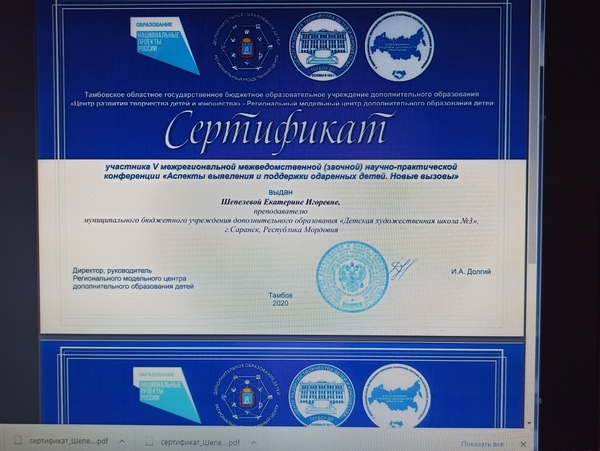 ОБРАЗОВАНИЕ
НАЦИОНАЛЬНЫЕ
ПРОЕКТЫ
РОССИИ
Тамбовское областное государственное бюджетное образовательное учреждение дополнительного образования
«Центр развития творчества детей и юношества» - Региональный модельный центр дополнительного образования детей
Сертификат
участника V межрегиональной межведомственной (заочной) научно-практической
конференции «Аспекты выявления и поддержки одаренных детей. Новые вызовы»
выдан
Шепелевой Екатерине Игоревне,
преподавателю
муниципального бюджетного учреждения дополнительного образования «Детская художественная школа №3»,
г.Саранск, Республика Мордовия
Директор, руководитель
Регионального модельного центра
дополнительного образования детей
И.А. Долгий
Тамбов
2020
ОБРАЗОВАНИЕ
НАЦИОНАЛЬНЫЕ
ПРОЕКТЫ
РОССИИ
сертификат_Шепе....pdf
сертификат_Шепе....pdf
Показать все